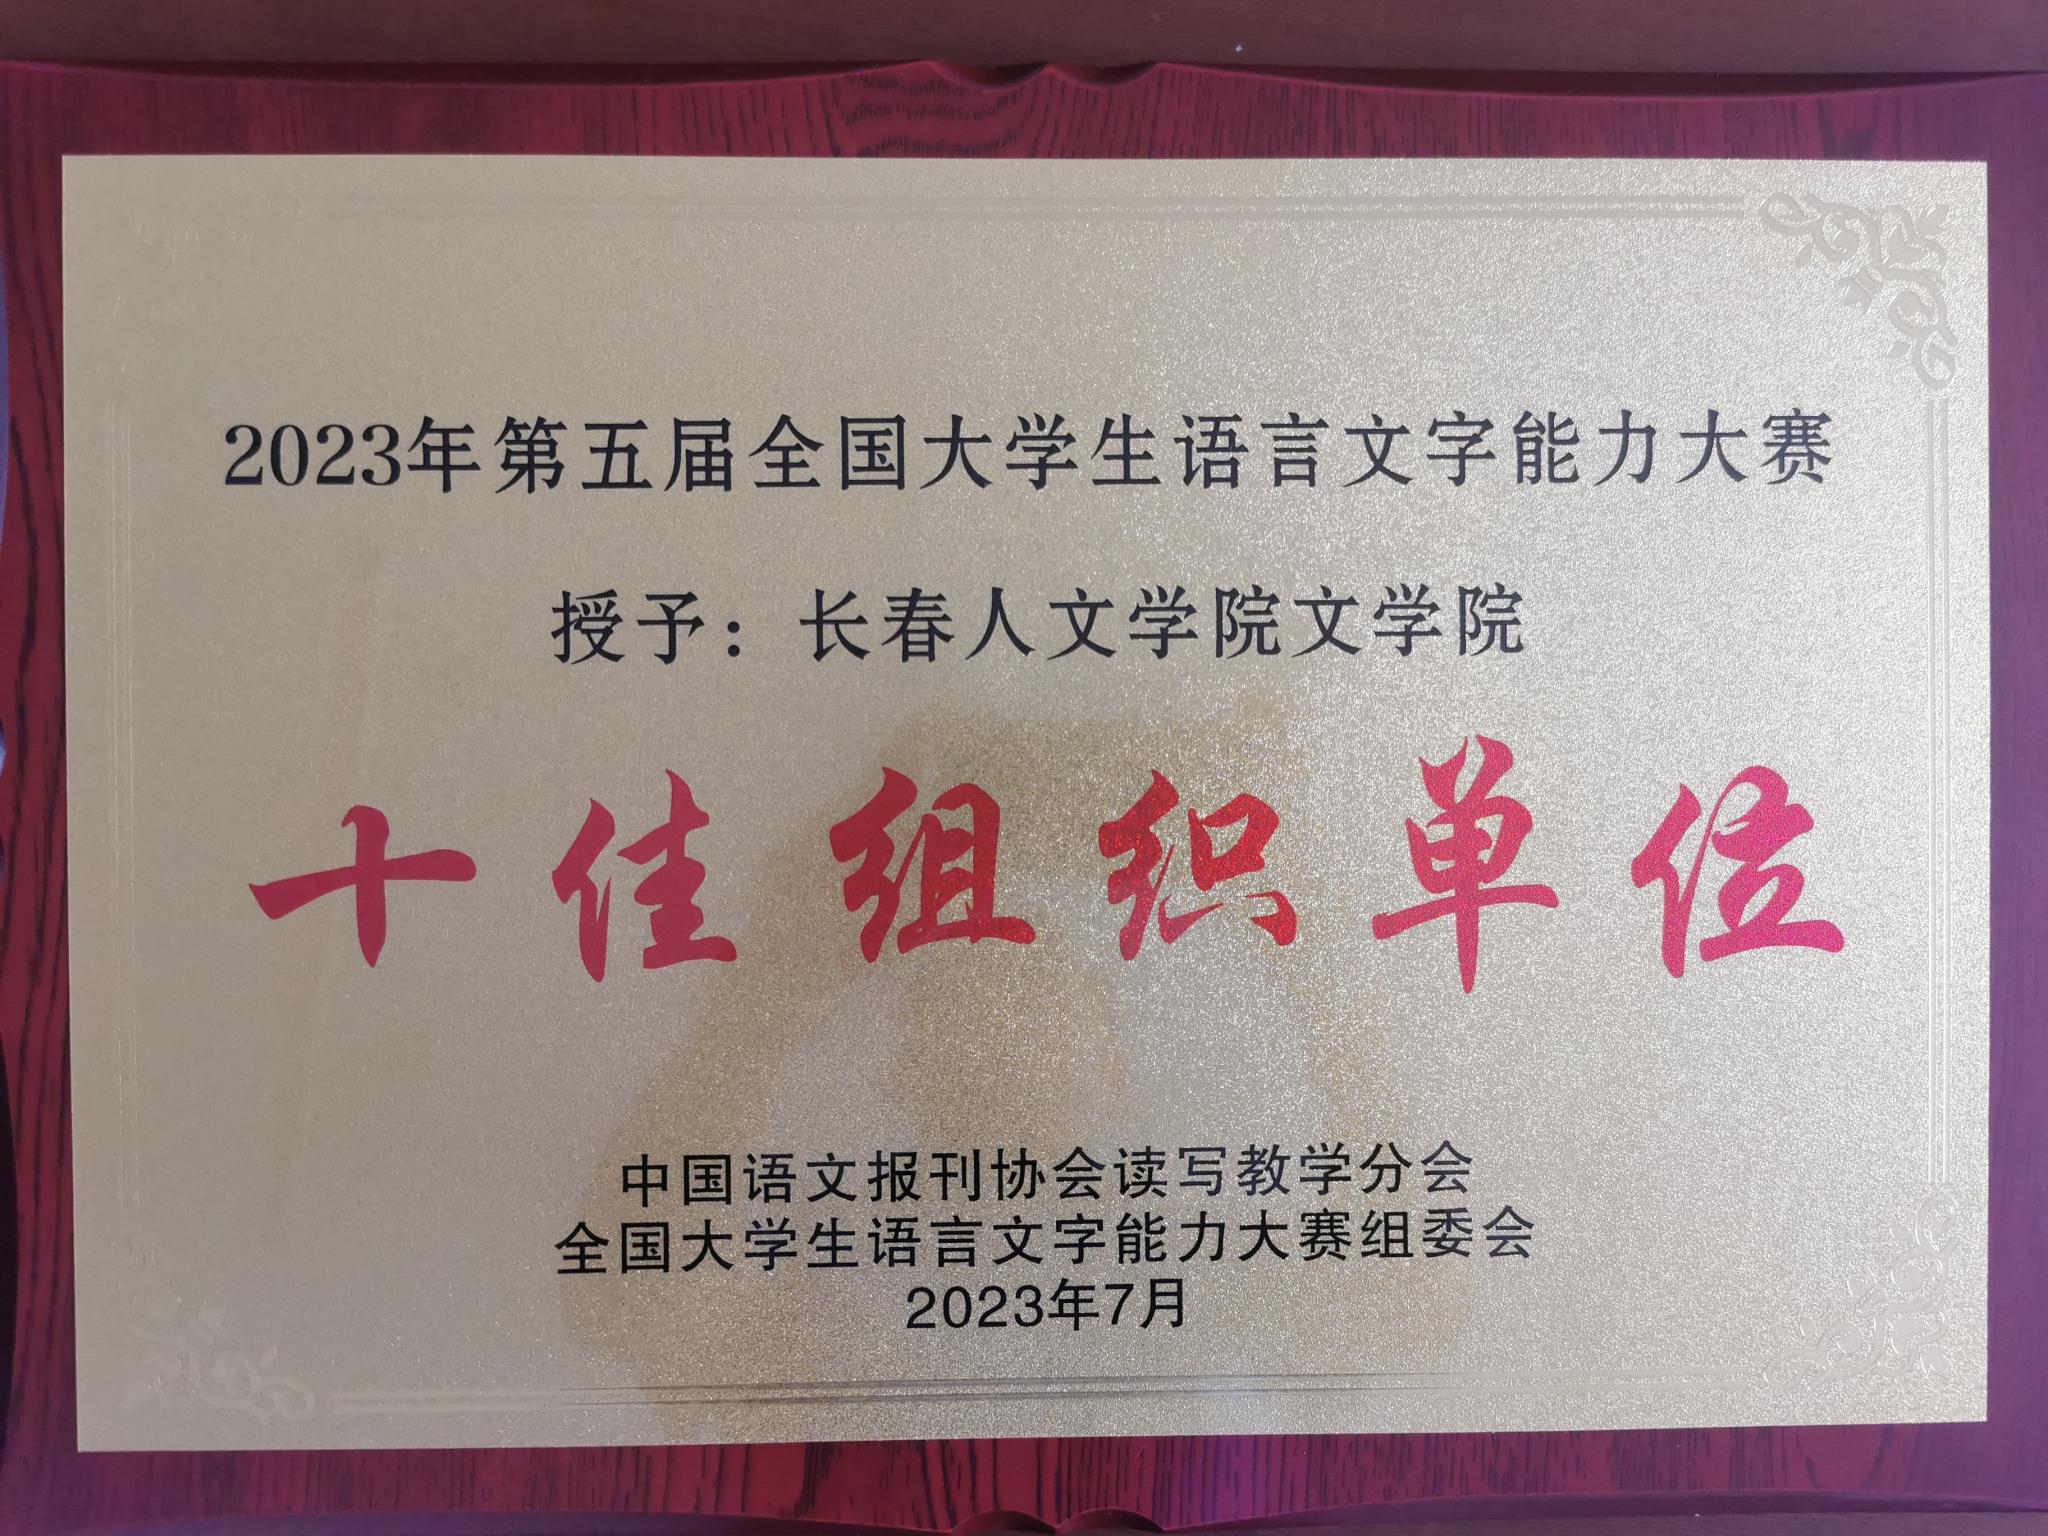 2023年第五届全国大学生语言文字能力大赛
授予：长春人文学院文学院
十佳组织单位
中国语文报刊协会读写教学分会
全国大学生语言文字能力大赛组委会
2023年7月